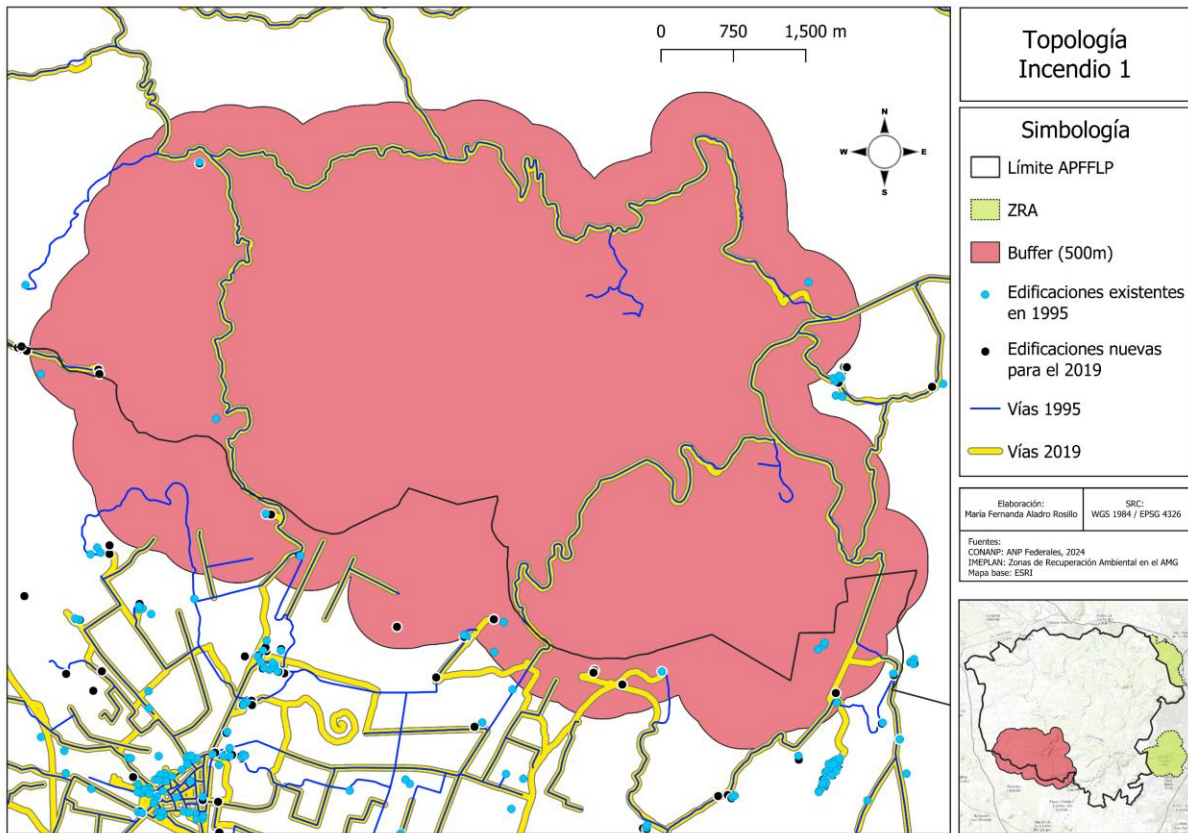 0 750 1,500 m
N
W E
S
Topología
Incendio 1
Simbología
Límite APFFLP
ZRA
Buffer (500m)
Edificaciones existentes
en 1995
Edificaciones nuevas
para el 2019
Vías 1995
Vías 2019
Elaboración:
María Fernanda Aladro Rosillo
SRC:
WGS 1984 / EPSG 4326
Fuentes:
CONANP: ANP Federales, 2024
IMEPLAN: Zonas de Recuperación Ambiental en el AMG
Mapa base: ESRI